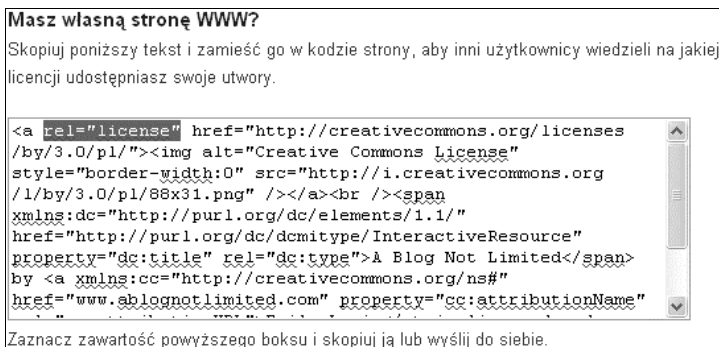 Masz własną stronę WWW?
Skopiuj poniższy tekst i zamieść go w kodzie strony, aby inni użytkownicy wiedzieli na jakiej
licencji udostępniasz swoje utwory.
<a rel="license" href="http://creativecommons.org/licenses
/by/3.0/pl/"><img alt="Creative Commons License"
style="border-width:0" src="http://i.creativecommons.org
/l/by/3.0/pl/88x31.png" /></a><br /><span
xmlns:dc="http://purl.org/dc/elements/1.1/"
href="http://purl.org/dc/dcmitype/InteractiveResource"
property="dc:title" rel="dc:type">A Blog Not Limited</span>
by <a xmlns:cc="http://creativecommons.org/ns#"
href="www.ablognotlimited.com" property="cc:attributionName"
Zaznacz zawartość powyższego boksu i skopiuj ją lub wyślij do siebie.